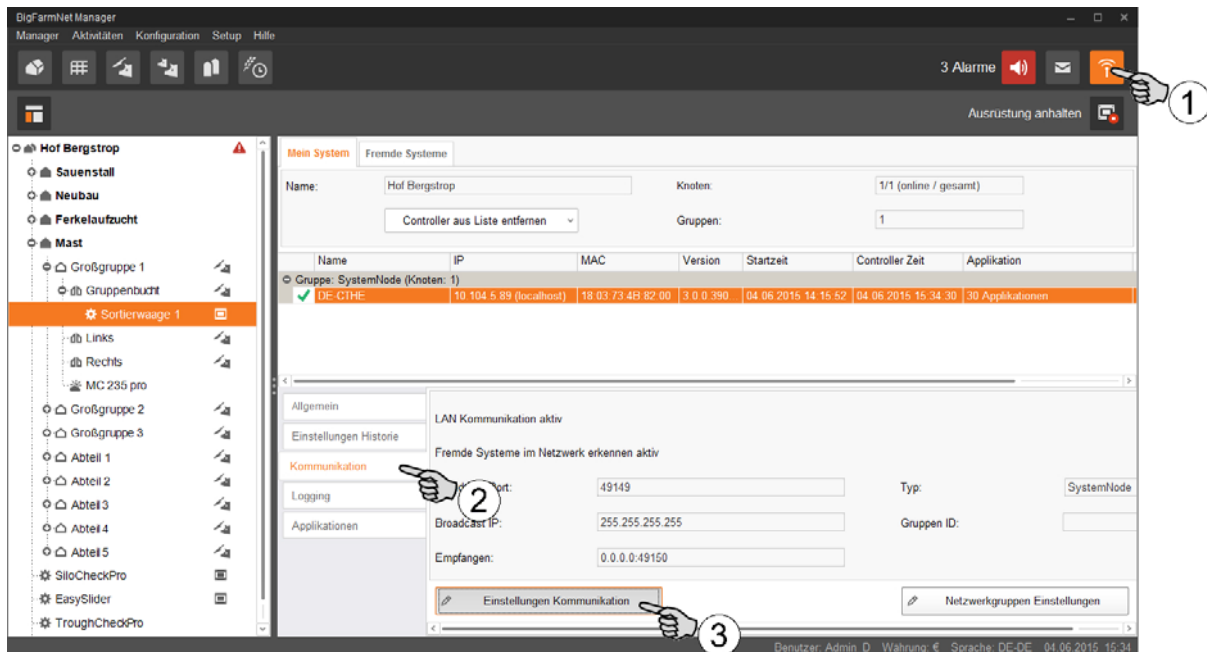 BigFarmNet Manager
Manager Aktivitäten Konfiguration Setup Hilfe
3 Alarme
1
Ausrüstung anhalten
Hof Bergstrop
Sauenstall
Neubau
Ferkelaufzucht
Mast
Großgruppe 1
Gruppenbucht
Sortierwaage 1
Links
Rechts
MC 235 pro
Großgruppe 2
Großgruppe 3
Abteil 1
Abteil 2
Abteil 3
Abteil 4
Abteil 5
SiloCheckPro
EasySlider
TroughCheckPro
Mein System Fremde Systeme
Name: Hof Bergstrop Knoten: 1/1 (online / gesamt)
Controller aus Liste entfernen Gruppen: 1
Name IP MAC Version Startzeit Controller Zeit Applikation
Gruppe: SystemNode (Knoten: 1)
DE-CTHE 10.104.5.89 (localhost) 18:03:73:4B:82:00 3.0.0.390... 04.06.2015 14:15:52 04.06.2015 15:34:30 30 Applikationen
Allgemein
Einstellungen Historie
Kommunikation
Logging
Applikationen
2
LAN Kommunikation aktiv
Fremde Systeme im Netzwerk erkennen aktiv
Port: 49149 Typ: SystemNode
Broadcast IP: 255.255.255.255 Gruppen ID:
Empfangen: 0.0.0.0:49150
Einstellungen Kommunikation Netzwerkgruppen Einstellungen
3
Benutzer: Admin_D Währung: € Sprache: DE-DE 04.06.2015 15:34